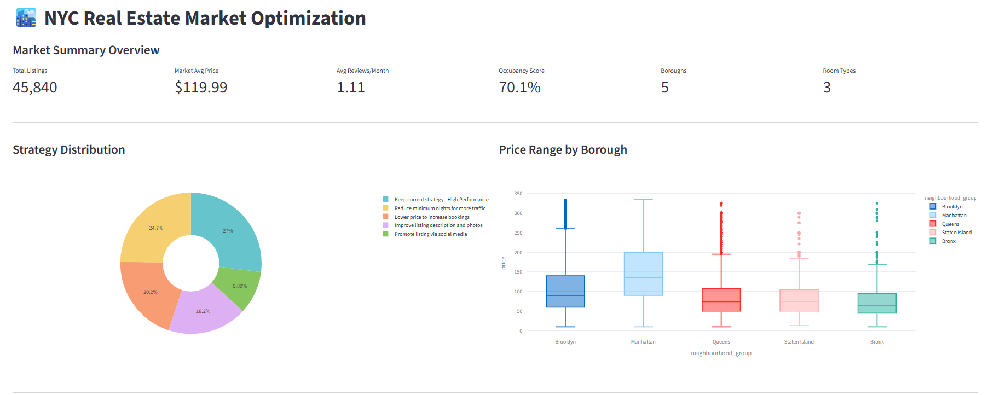 NYC Real Estate Market Optimization
Market Summary Overview
Total Listings
45,840
Market Avg Price
$119.99
Avg Reviews/Month
1.11
Occupancy Score
70.1%
Boroughs
5
Room Types
3
Strategy Distribution
27%
24.7%
20.2%
18.2%
9.89%
Keep current strategy - High Performance
Reduce minimum nights for more traffic
Lower price to increase bookings
Improve listing description and photos
Promote listing via social media
Price Range by Borough
price
350
300
250
200
150
100
50
0
Brooklyn
Manhattan
Queens
Staten Island
Bronx
neighbourhood_group
neighbourhood_group
Brooklyn
Manhattan
Queens
Staten Island
Bronx